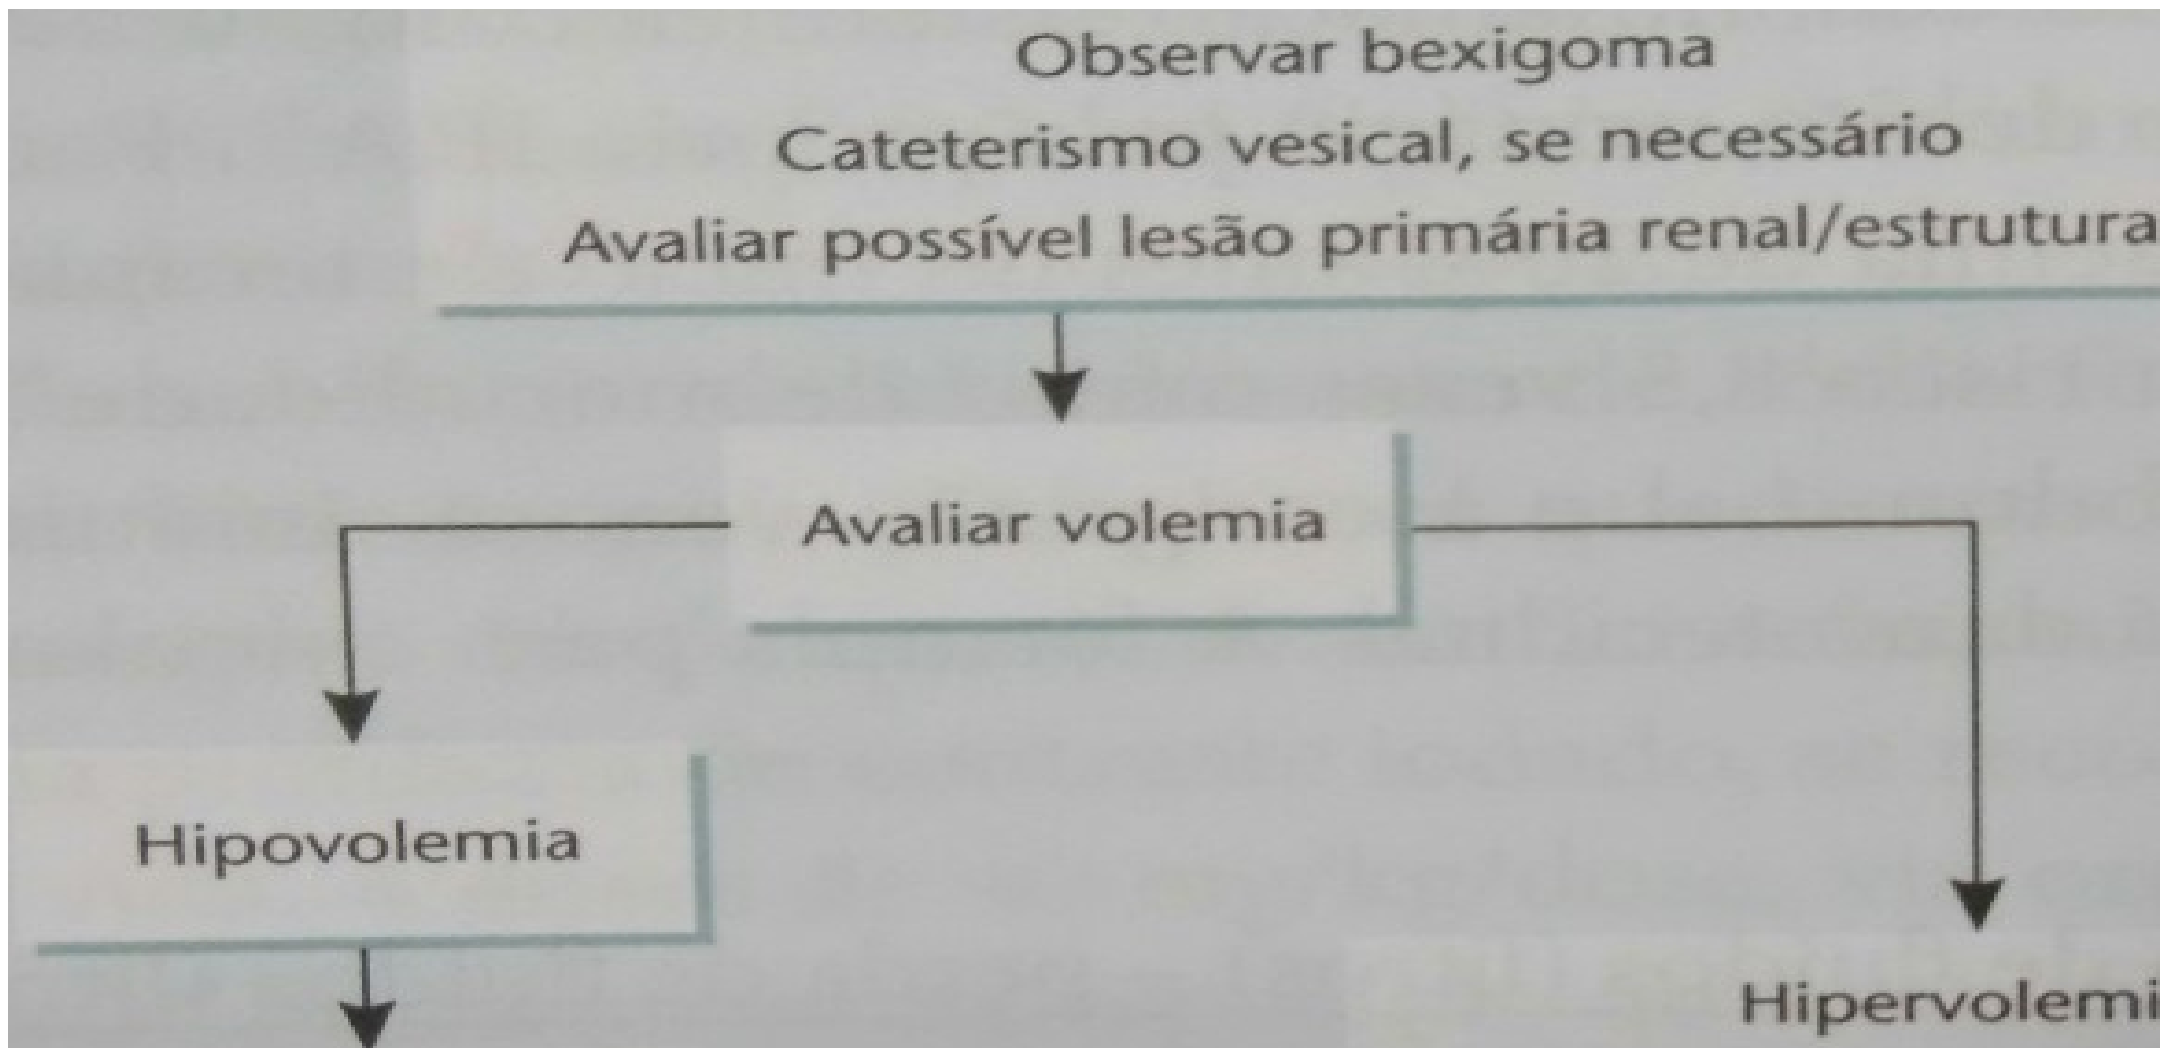 Observar bexigoma
Cateterismo vesical, se necessário
Avaliar possível lesão primária renal/estrutura
Avaliar volemia
Hipovolemia
Hipervolemi